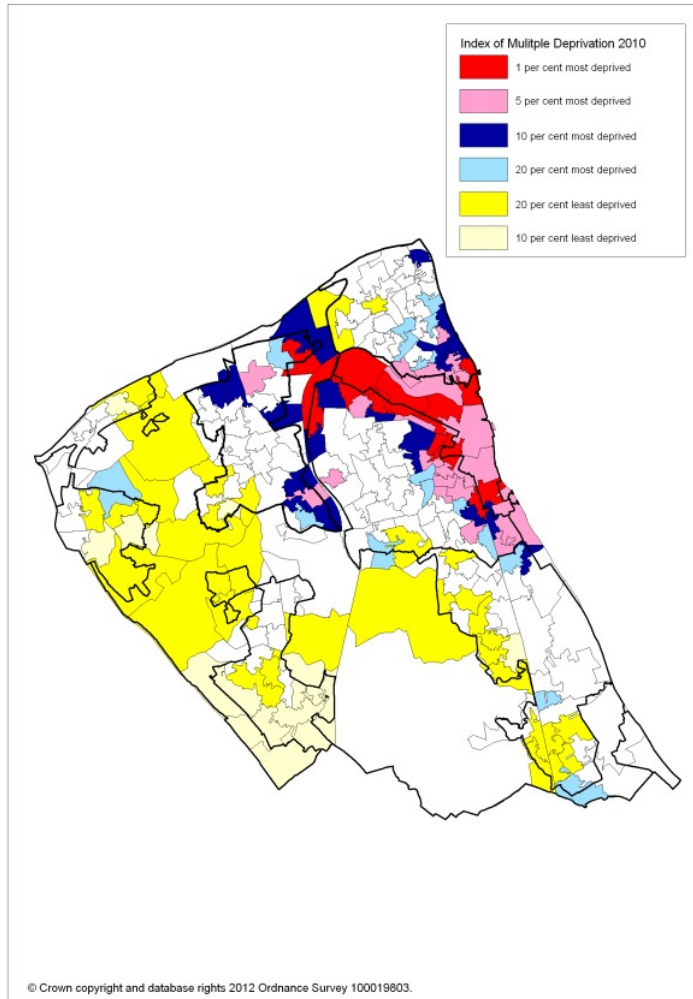 Index of Mulitple Deprivation 2010
1 per cent most deprived
5 per cent most deprived
10 per cent most deprived
20 per cent most deprived
20 per cent least deprived
10 per cent least deprived
© Crown copyright and database rights 2012 Ordnance Survey 100019803.